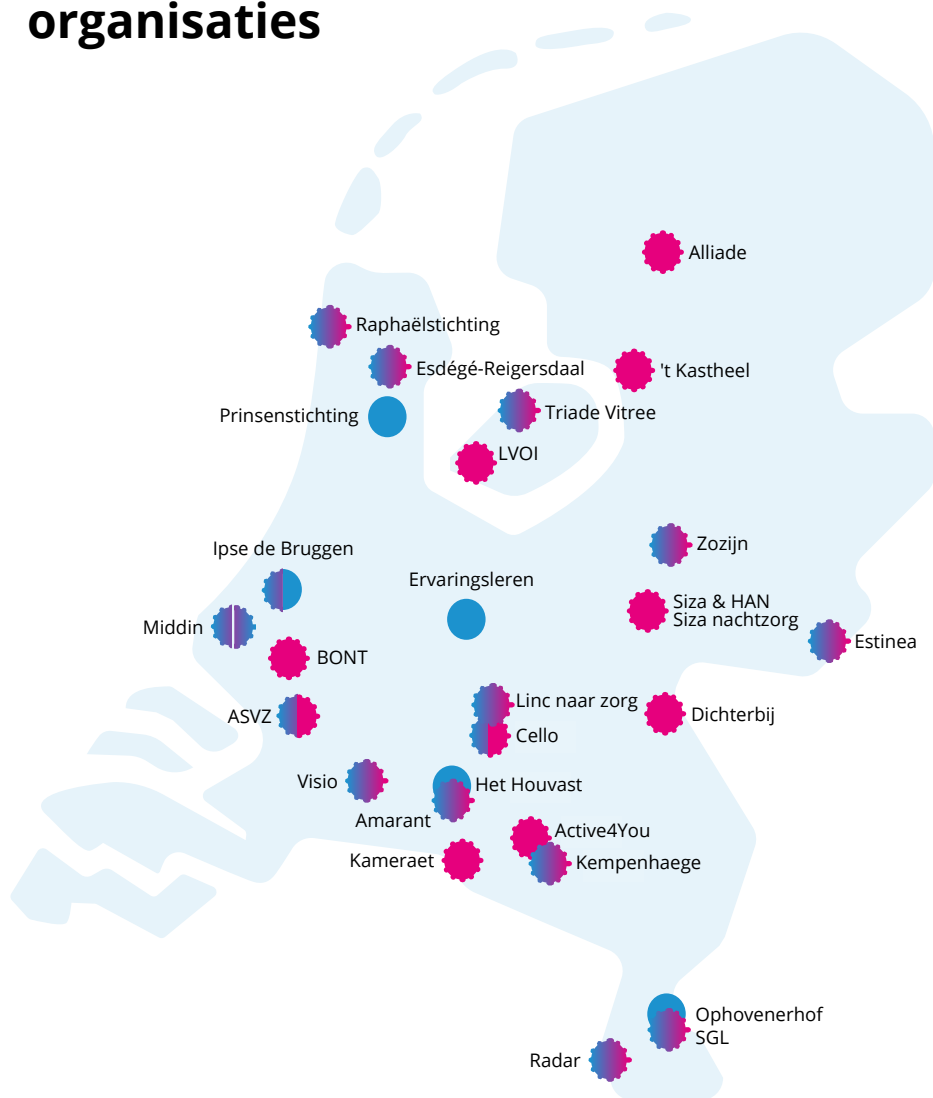 organisaties
Alliade
Raphaëlstichting
Esdégé-Reigersdaal
't Kastheel
Prinsenstichting
Triade Vitree
LVOI
Zozijn
Ipse de Bruggen
Ervaringsleren
Siza & HAN
Siza nachtzorg
Middin
Estinea
BONT
Linc naar zorg
ASVZ
Dichterbij
Cello
Visio
Het Houvast
Amarant
Active4You
Kameraet
Kempenhaege
Ophovenerhof
SGL
Radar